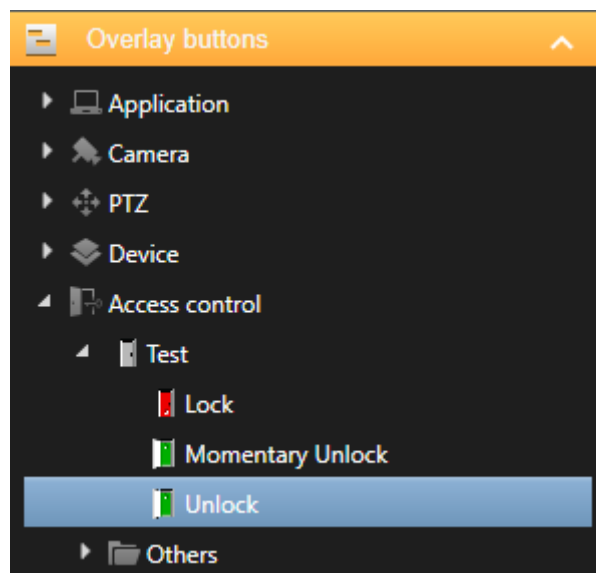 Overlay buttons
Application
Camera
PTZ
Device
Access control
Test
Lock
Momentary Unlock
Unlock
Others